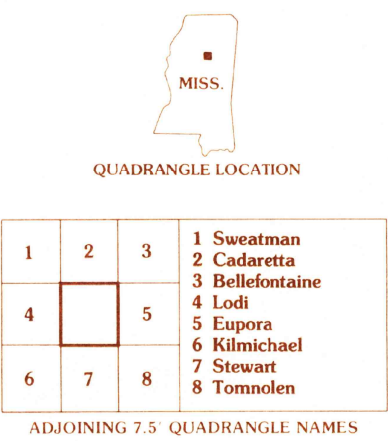 MISS.
QUADRANGLE LOCATION
1 2 3
4 5
6 7 8
1 Sweatman
2 Cadaretta
3 Bellefontaine
4 Lodi
5 Eupora
6 Kilmichael
7 Stewart
8 Tomnolen
ADJOINING 7.5′ QUADRANGLE NAMES